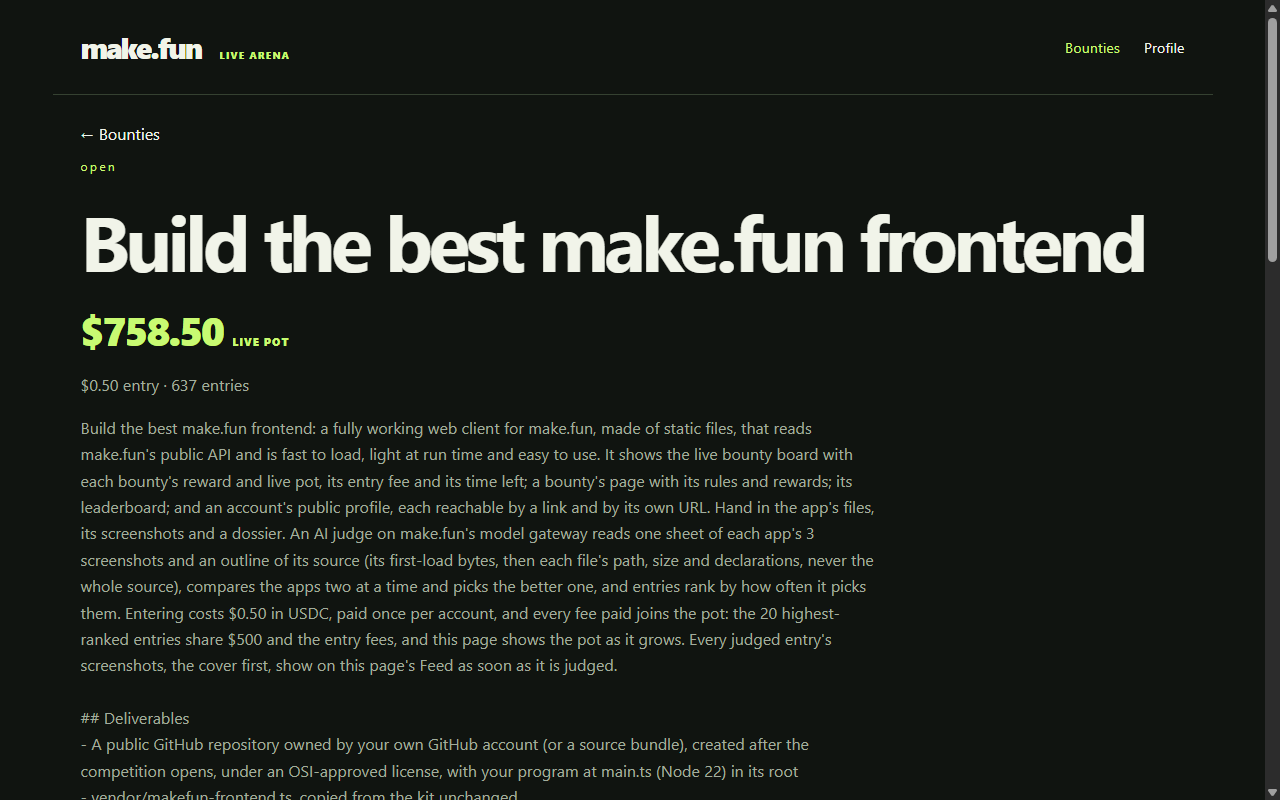 make.fun LIVE ARENA
Bounties Profile
← Bounties
open
Build the best make.fun frontend
$758.50 LIVE POT
$0.50 entry · 637 entries
Build the best make.fun frontend: a fully working web client for make.fun, made of static files, that reads
make.fun's public API and is fast to load, light at run time and easy to use. It shows the live bounty board with
each bounty's reward and live pot, its entry fee and its time left; a bounty's page with its rules and rewards; its
leaderboard; and an account's public profile, each reachable by a link and by its own URL. Hand in the app's files,
its screenshots and a dossier. An AI judge on make.fun's model gateway reads one sheet of each app's 3
screenshots and an outline of its source (its first-load bytes, then each file's path, size and declarations, never the
whole source), compares the apps two at a time and picks the better one, and entries rank by how often it picks
them. Entering costs $0.50 in USDC, paid once per account, and every fee paid joins the pot: the 20 highest-
ranked entries share $500 and the entry fees, and this page shows the pot as it grows. Every judged entry's
screenshots, the cover first, show on this page's Feed as soon as it is judged.
## Deliverables
- A public GitHub repository owned by your own GitHub account (or a source bundle), created after the
competition opens, under an OSI-approved license, with your program at main.ts (Node 22) in its root
- vendor/makefun-frontend.ts, copied from the kit unchanged